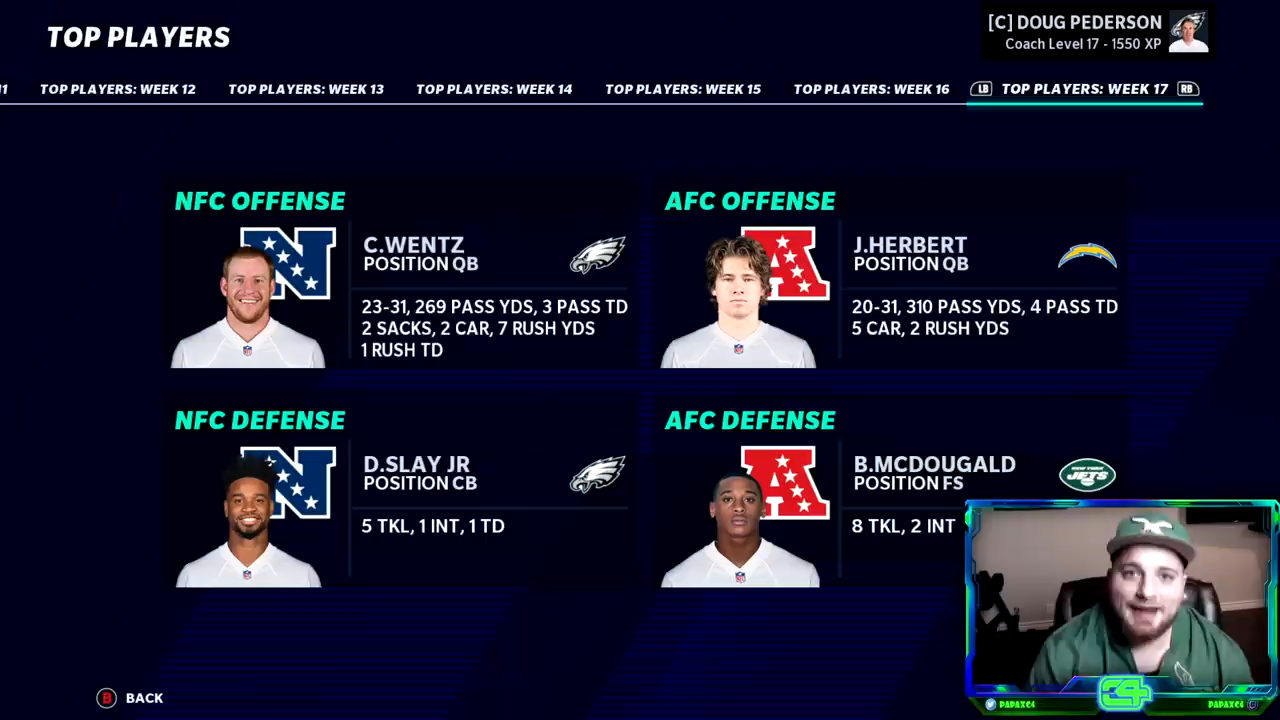 TOP PLAYERS
[C] DOUG PEDERSON
Coach Level 17 - 1550 XP
11 TOP PLAYERS: WEEK 12 TOP PLAYERS: WEEK 13 TOP PLAYERS: WEEK 14 TOP PLAYERS: WEEK 15 TOP PLAYERS: WEEK 16 LB TOP PLAYERS: WEEK 17 RB
NFC OFFENSE
C.WENTZ
POSITION QB
23-31, 269 PASS YDS, 3 PASS TD
2 SACKS, 2 CAR, 7 RUSH YDS
1 RUSH TD
AFC OFFENSE
J.HERBERT
POSITION QB
20-31, 310 PASS YDS, 4 PASS TD
5 CAR, 2 RUSH YDS
NFC DEFENSE
D.SLAY JR
POSITION CB
5 TKL, 1 INT, 1 TD
AFC DEFENSE
B.MCDOUGALD
POSITION FS
NEW YORK
JETS
8 TKL, 2 INT
C4
PAPAXC4 PAPAXC4
B BACK